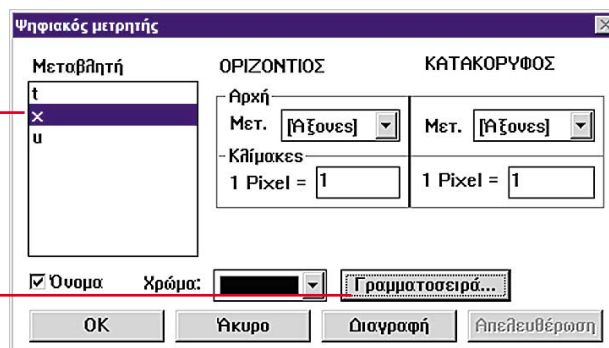 Ψηφιακός μετρητής
Μεταβλητή
t
x
u
ΟΡΙΖΟΝΤΙΟΣ
ΚΑΤΑΚΟΡΥΦΟΣ
Αρχή
Μετ. [Άξονες]
Μετ. [Άξονες]
Κλίμακες
1 Pixel = 1
1 Pixel = 1
Όνομα
Χρώμα:
Γραμματοσειρά...
OK
Άκυρο
Διαγραφή
Απελευθέρωση